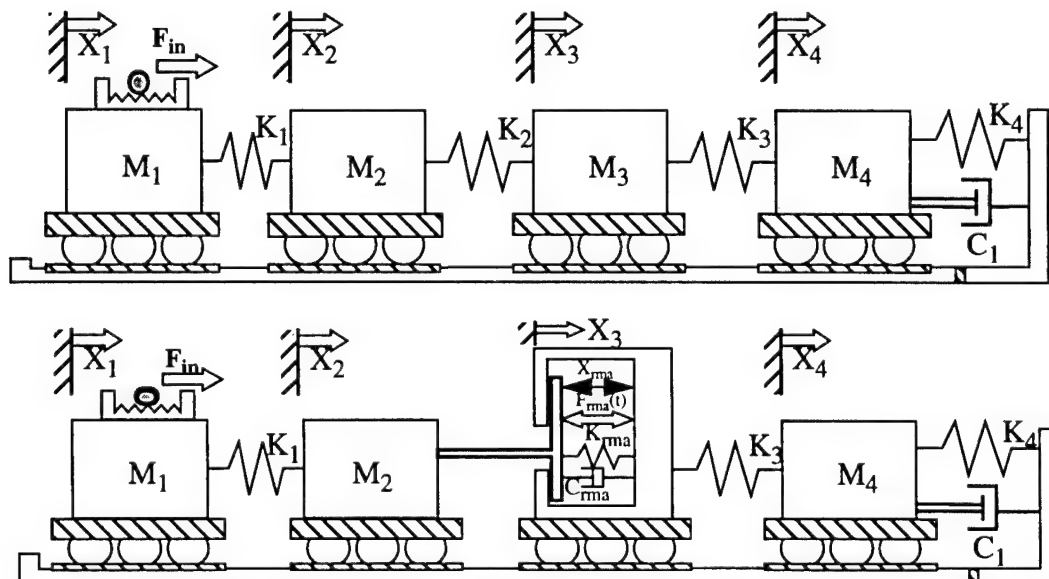 X1 Fin X2 X3 X4
K1 K2 K3 K4
M1 M2 M3 M4
C1
X1 Fin X2 X3 X4
Xrma
Frma(t)
K1 Krma K3 K4
M1 M2 Crma M4
C1